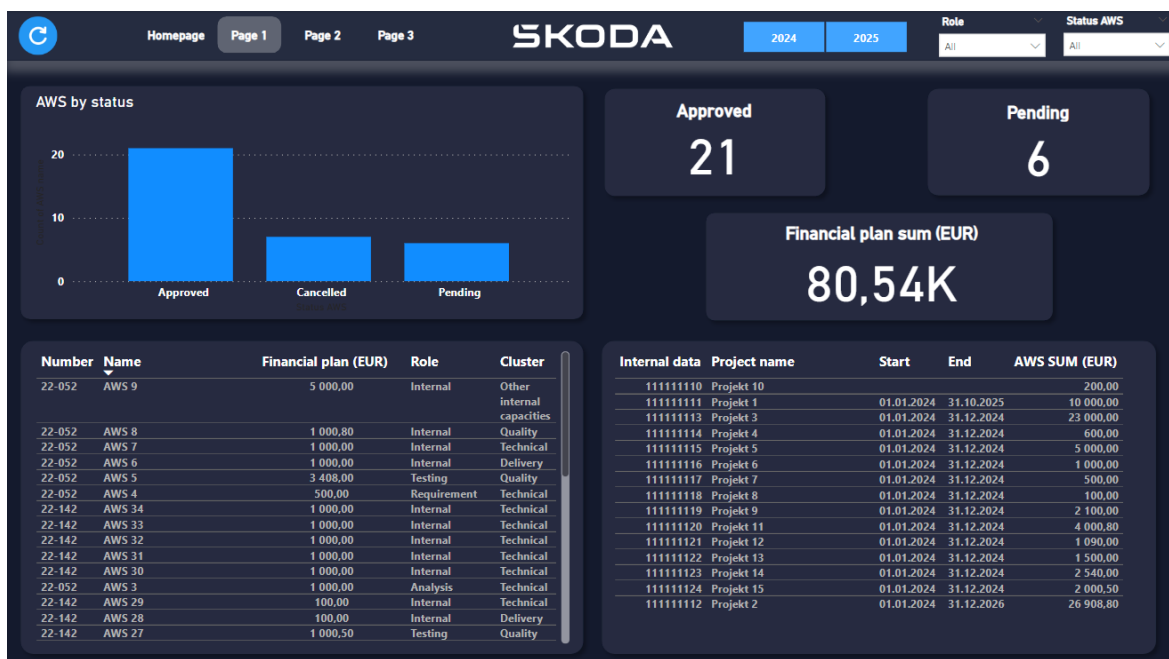 Homepage Page 1 Page 2 Page 3 SKODA 2024 2025 Role Status AWS
All All
AWS by status
20
10
0
Approved Cancelled Pending
Approved
21
Pending
6
Financial plan sum (EUR)
80,54K
Number Name Financial plan (EUR) Role Cluster
22-052 AWS 9 5 000,00 Internal Other
internal
capacities
22-052 AWS 8 1 000,80 Internal Quality
22-052 AWS 7 1 000,00 Internal Technical
22-052 AWS 6 1 000,00 Internal Delivery
22-052 AWS 5 3 408,00 Testing Quality
22-052 AWS 4 500,00 Requirement Technical
22-142 AWS 34 1 000,00 Internal Technical
22-142 AWS 33 1 000,00 Internal Technical
22-142 AWS 32 1 000,00 Internal Technical
22-142 AWS 31 1 000,00 Internal Technical
22-142 AWS 30 1 000,00 Internal Technical
22-052 AWS 3 1 000,00 Analysis Technical
22-142 AWS 29 100,00 Internal Technical
22-142 AWS 28 100,00 Internal Delivery
22-142 AWS 27 1 000,50 Testing Quality
Internal data Project name Start End AWS SUM (EUR)
111111110 Projekt 10 200,00
111111111 Projekt 1 01.01.2024 31.10.2025 10 000,00
111111113 Projekt 3 01.01.2024 31.12.2024 23 000,00
111111114 Projekt 4 01.01.2024 31.12.2024 600,00
111111115 Projekt 5 01.01.2024 31.12.2024 5 000,00
111111116 Projekt 6 01.01.2024 31.12.2024 1 000,00
111111117 Projekt 7 01.01.2024 31.12.2024 500,00
111111118 Projekt 8 01.01.2024 31.12.2024 100,00
111111119 Projekt 9 01.01.2024 31.12.2024 2 100,00
111111120 Projekt 11 01.01.2024 31.12.2024 4 000,80
111111121 Projekt 12 01.01.2024 31.12.2024 1 090,00
111111122 Projekt 13 01.01.2024 31.12.2024 1 500,00
111111123 Projekt 14 01.01.2024 31.12.2024 2 540,00
111111124 Projekt 15 01.01.2024 31.12.2024 2 000,50
111111112 Projekt 2 01.01.2024 31.12.2026 26 908,80